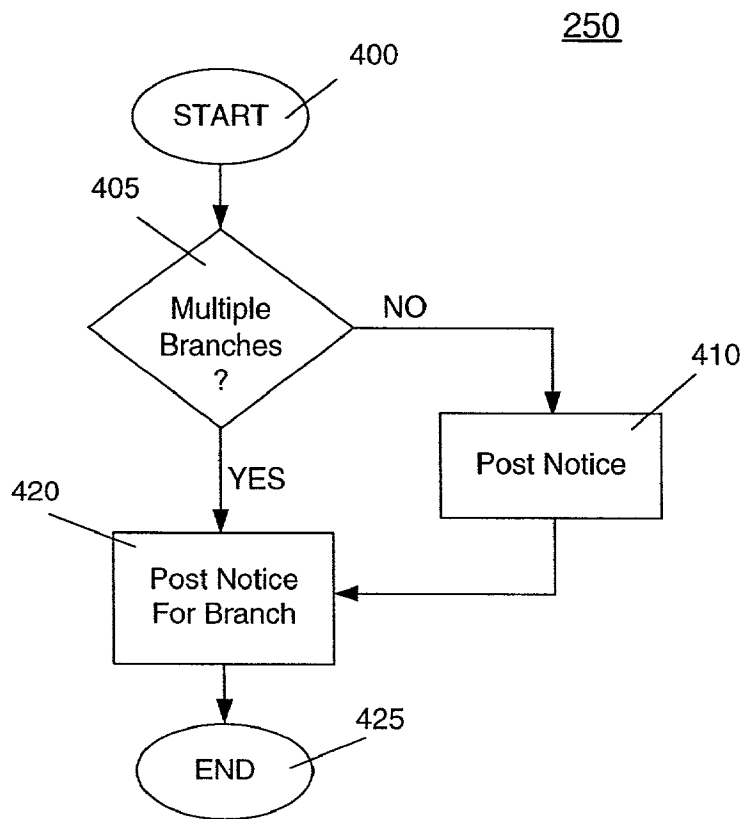 250
400
START
405
Multiple
Branches
?
NO
410
Post Notice
YES
420
Post Notice
For Branch
425
END